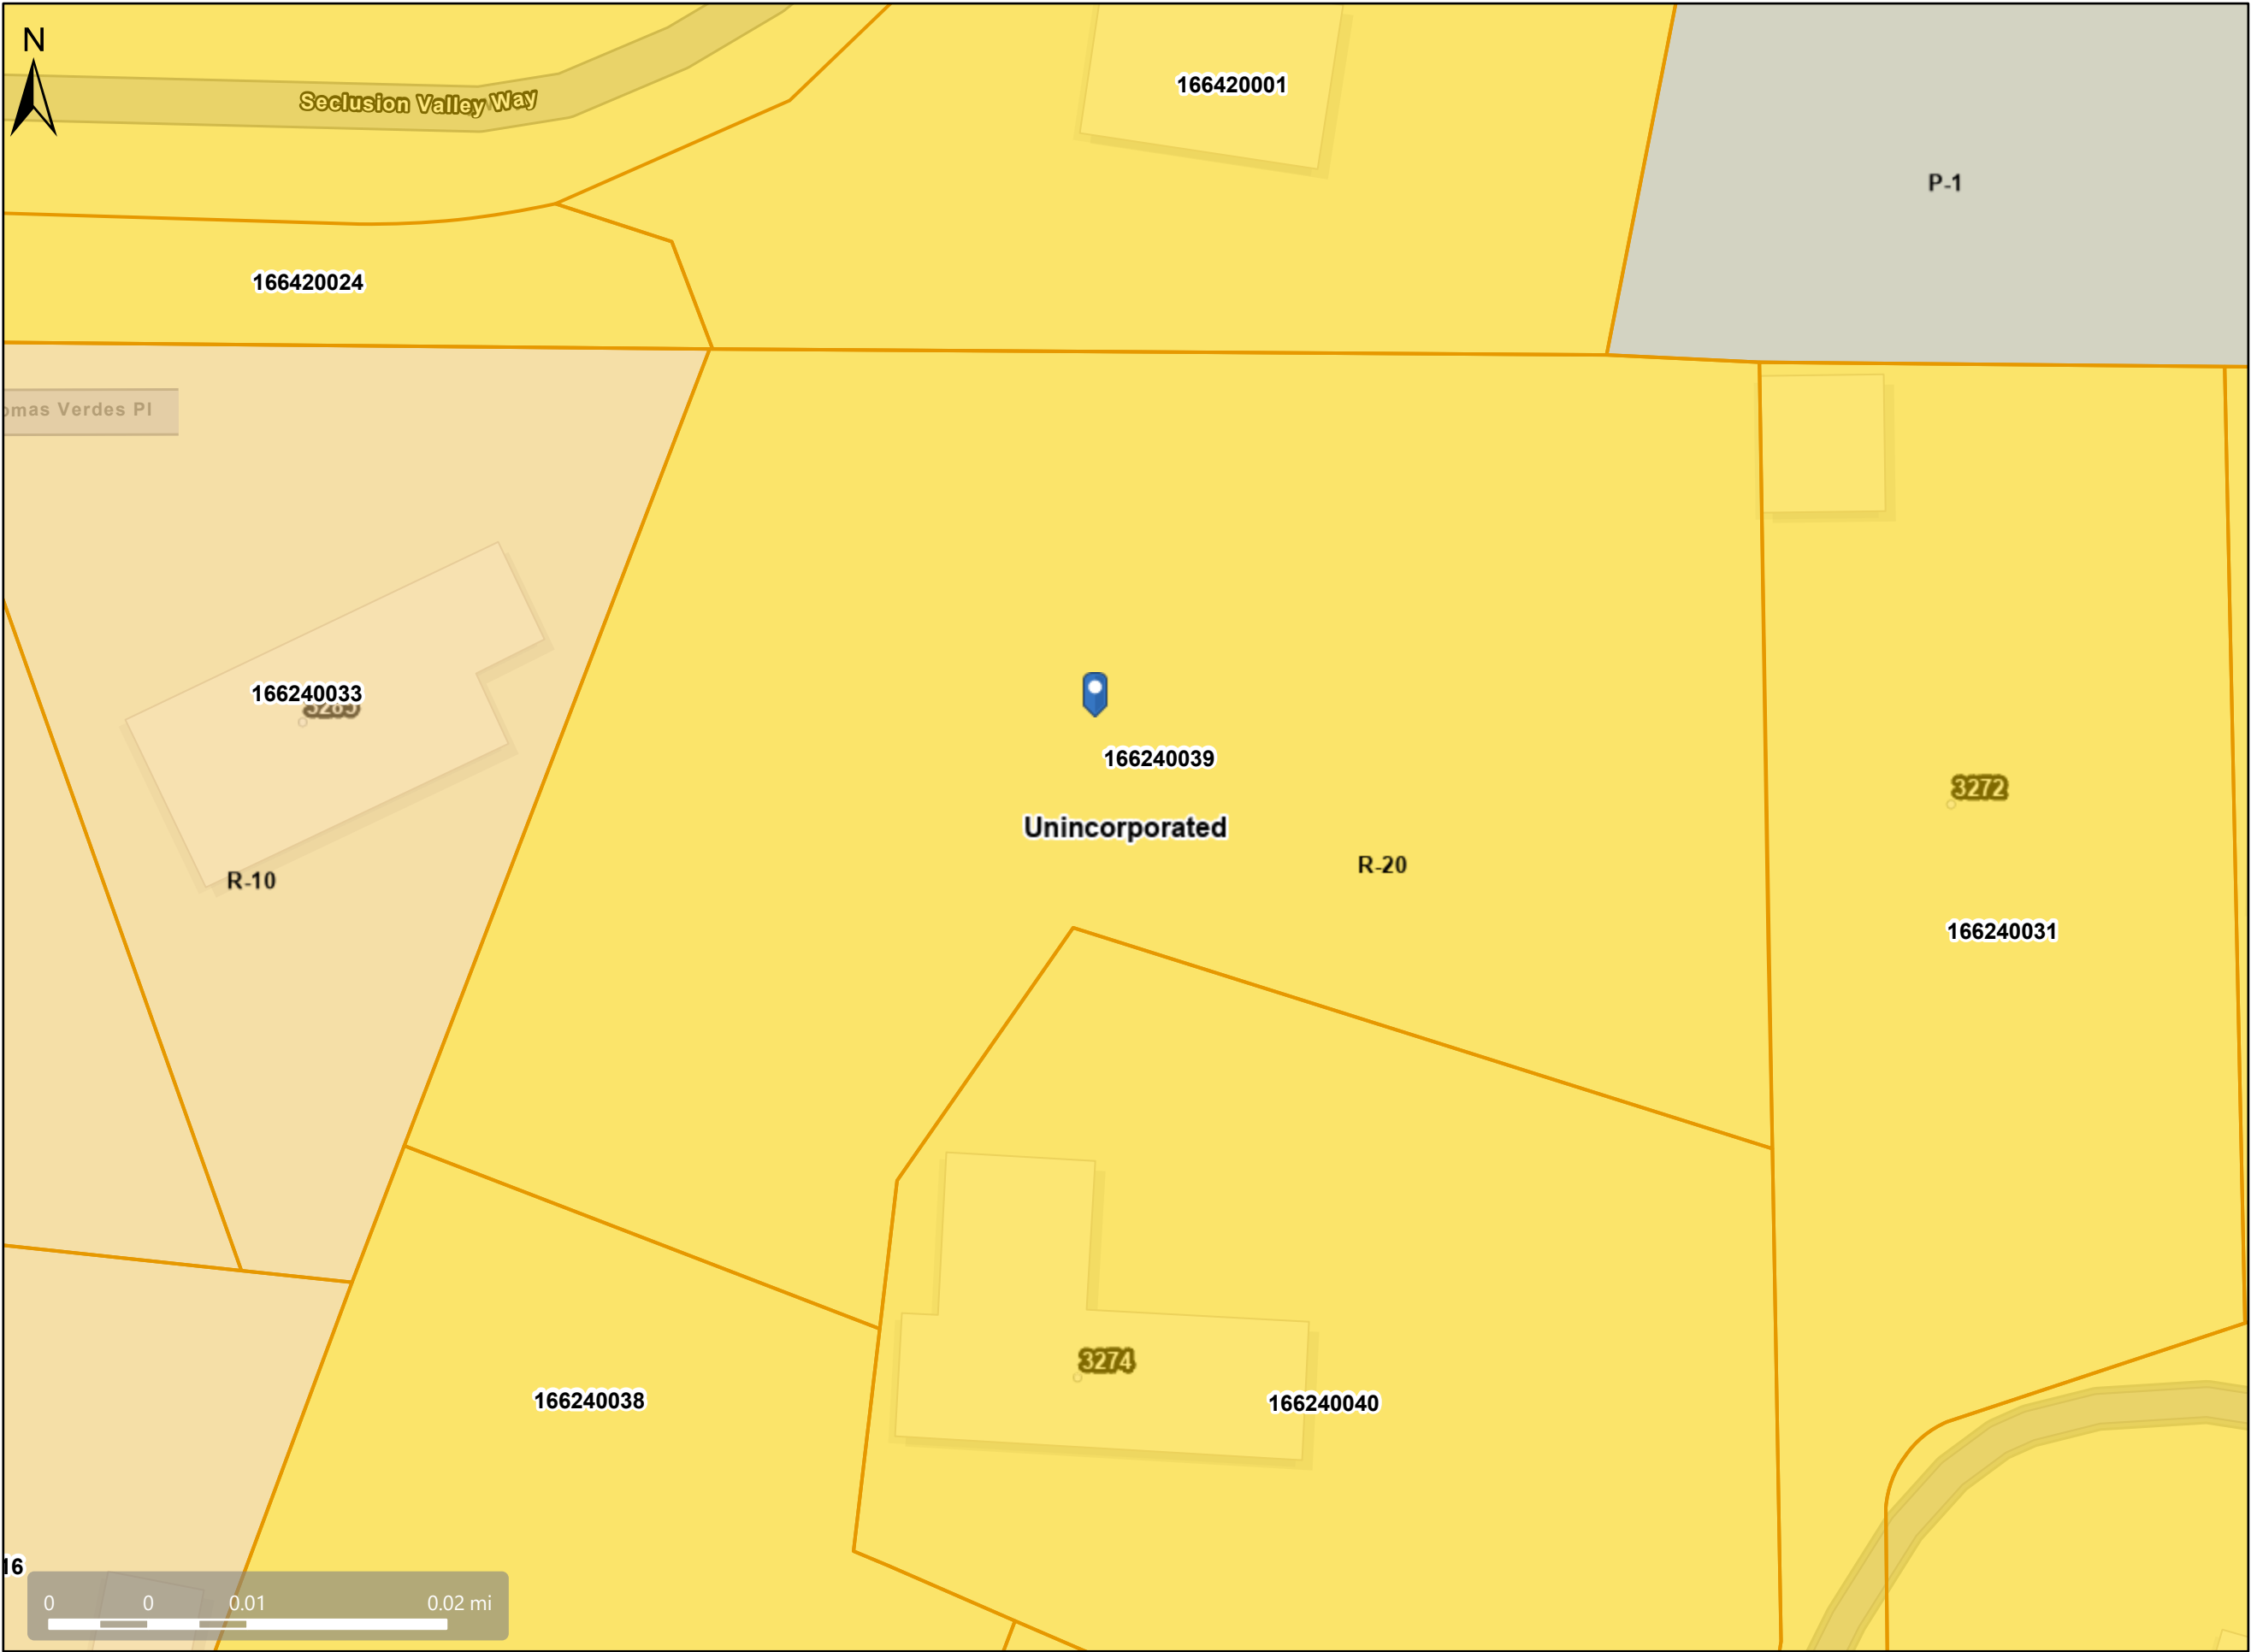 N
166420001
Seclusion Valley Way
P-1
166420024
omas Verdes Pl
166240033
3285
166240039
3272
Unincorporated
R-20
R-10
166240031
3274
166240038
166240040
16
0 0 0.01 0.02 mi